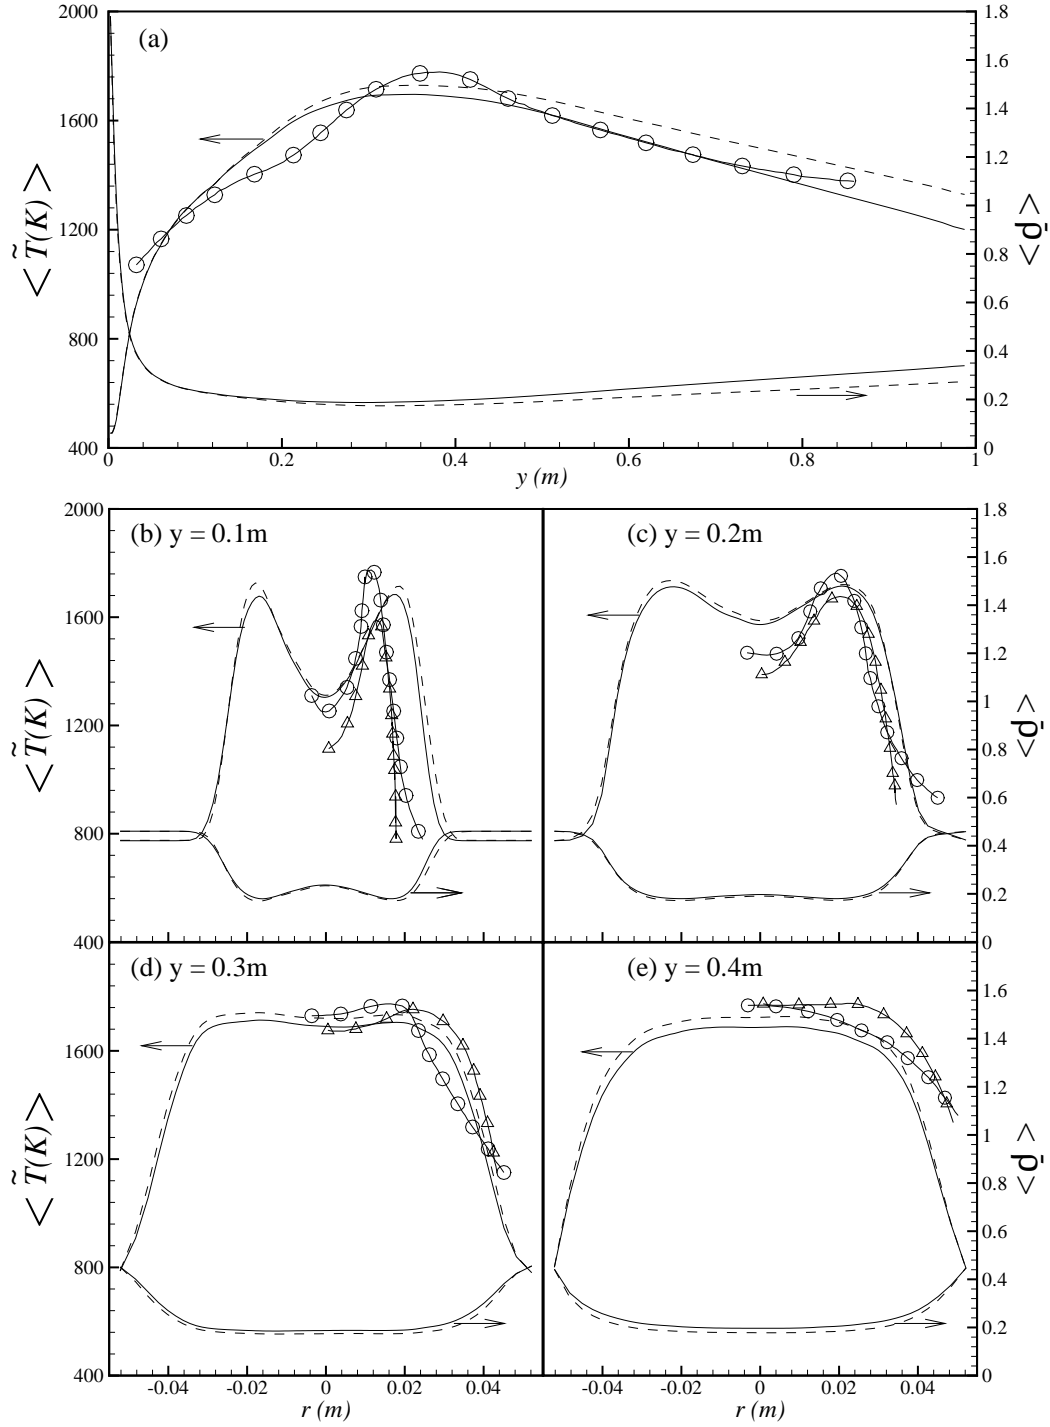 (a)
2000
1600
1200
800
400
1.8
1.6
1.4
1.2
1
0.8
0.6
0.4
0.2
0
< T̃(K) >
< ρ̄ >
0 0.2 0.4 0.6 0.8 1
y (m)
(b) y = 0.1m
(c) y = 0.2m
2000
1600
1200
800
400
1.8
1.6
1.4
1.2
1
0.8
0.6
0.4
0.2
0
< T̃(K) >
< ρ̄ >
(d) y = 0.3m
(e) y = 0.4m
1600
1200
800
400
1.6
1.4
1.2
1
0.8
0.6
0.4
0.2
0
< T̃(K) >
< ρ̄ >
-0.04 -0.02 0 0.02 0.04
-0.04 -0.02 0 0.02 0.04
r (m)
r (m)